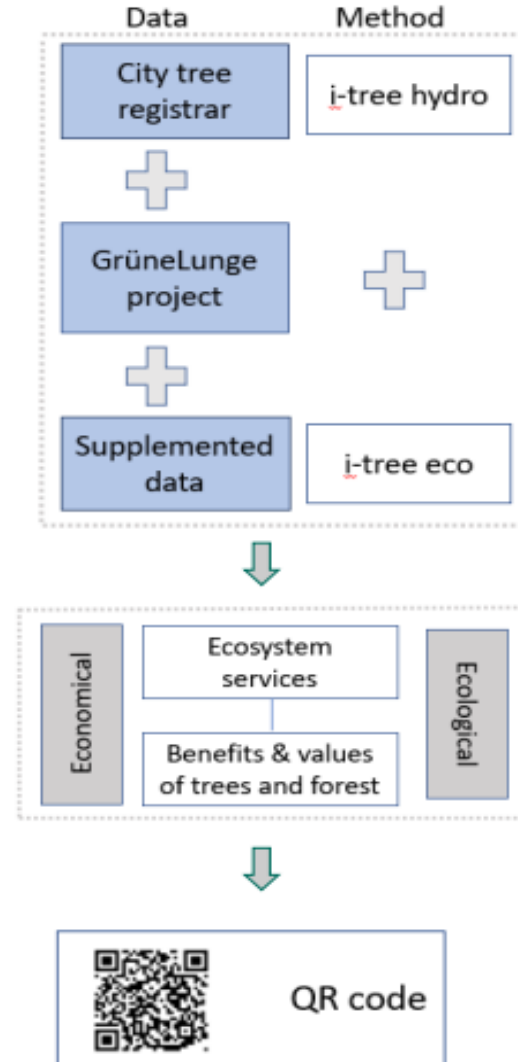 Data
Method
City tree
registrar
i-tree hydro
GrüneLunge
project
Supplemented
data
i-tree eco
Economical
Ecosystem
services
Benefits & values
of trees and forest
Ecological
QR code